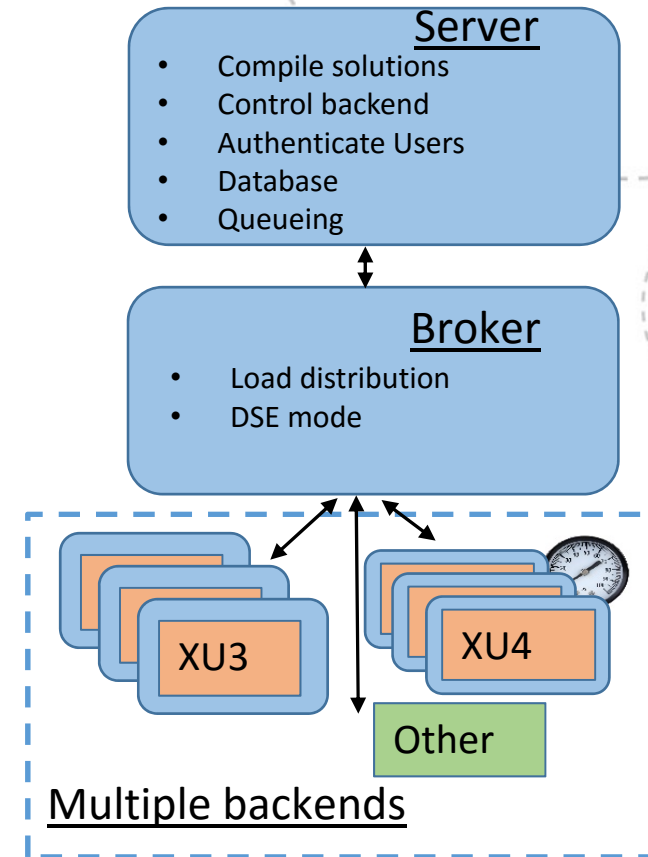 Server
• Compile solutions
• Control backend
• Authenticate Users
• Database
• Queueing
Broker
• Load distribution
• DSE mode
XU3
XU4
Other
Multiple backends